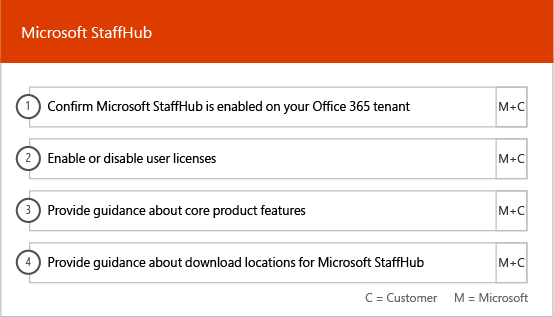 Microsoft StaffHub
1 Confirm Microsoft StaffHub is enabled on your Office 365 tenant M+C
2 Enable or disable user licenses M+C
3 Provide guidance about core product features M+C
4 Provide guidance about download locations for Microsoft StaffHub M+C
C = Customer M = Microsoft